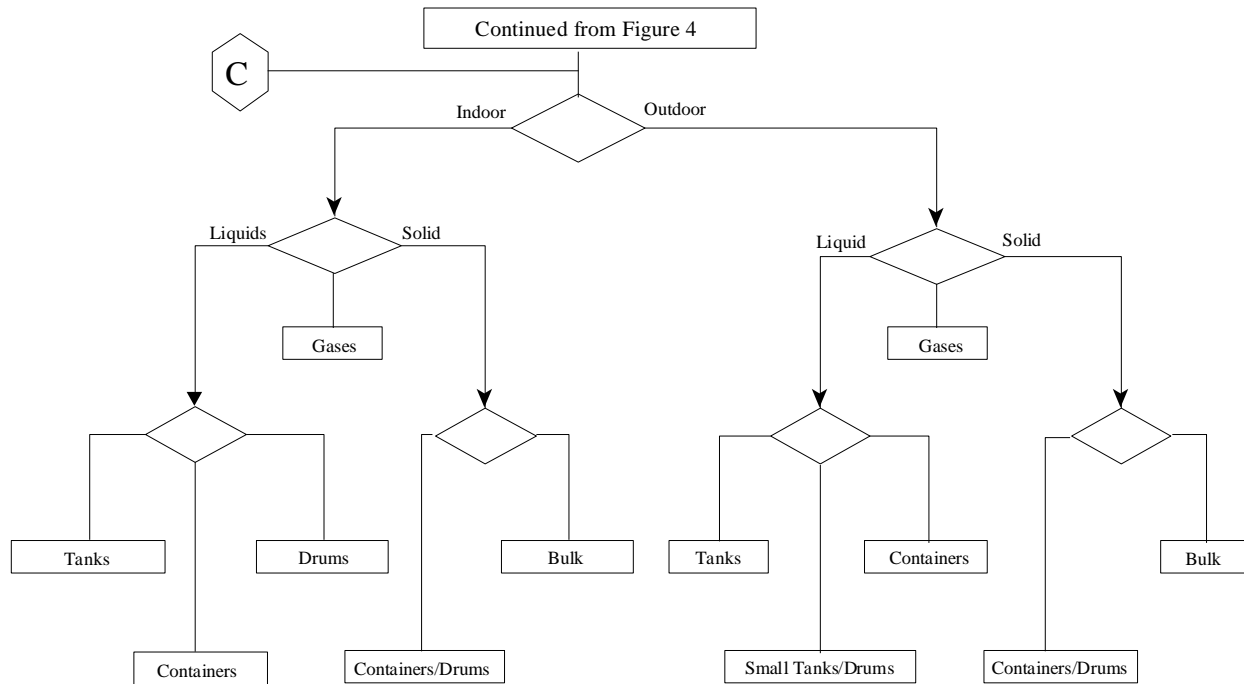 Continued from Figure 4
C
Indoor
Outdoor
Liquids
Solid
Liquid
Solid
Gases
Gases
Tanks
Drums
Bulk
Tanks
Containers
Bulk
Containers
Containers/Drums
Small Tanks/Drums
Containers/Drums